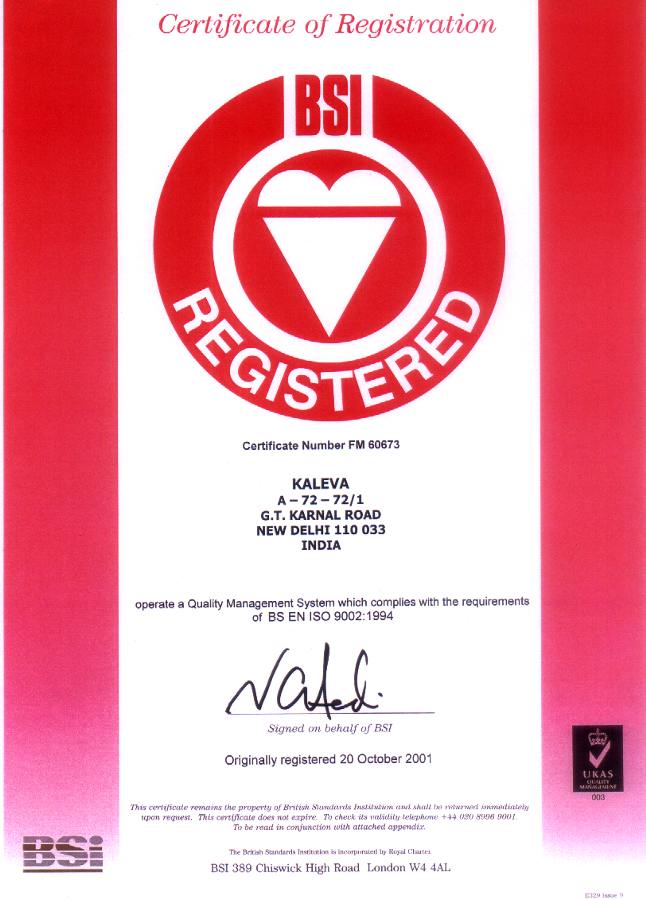 Certificate of Registration
BSI
REGISTERED
Certificate Number FM 60673
KALEVA
A – 72 – 72/1
G.T. KARNAL ROAD
NEW DELHI 110 033
INDIA
operate a Quality Management System which complies with the requirements
of BS EN ISO 9002:1994
Signed on behalf of BSI
Originally registered 20 October 2001
UKAS
QUALITY
MANAGEMENT
003
This certificate remains the property of British Standards Institution and shall be returned immediately
upon request. This certificate does not expire. To check its validity telephone +44 020 8996 9001
To be read in conjunction with attached appendix.
The British Standards Institution is incorporated by Royal Charter.
BSi
BSI 389 Chiswick High Road London W4 4AL